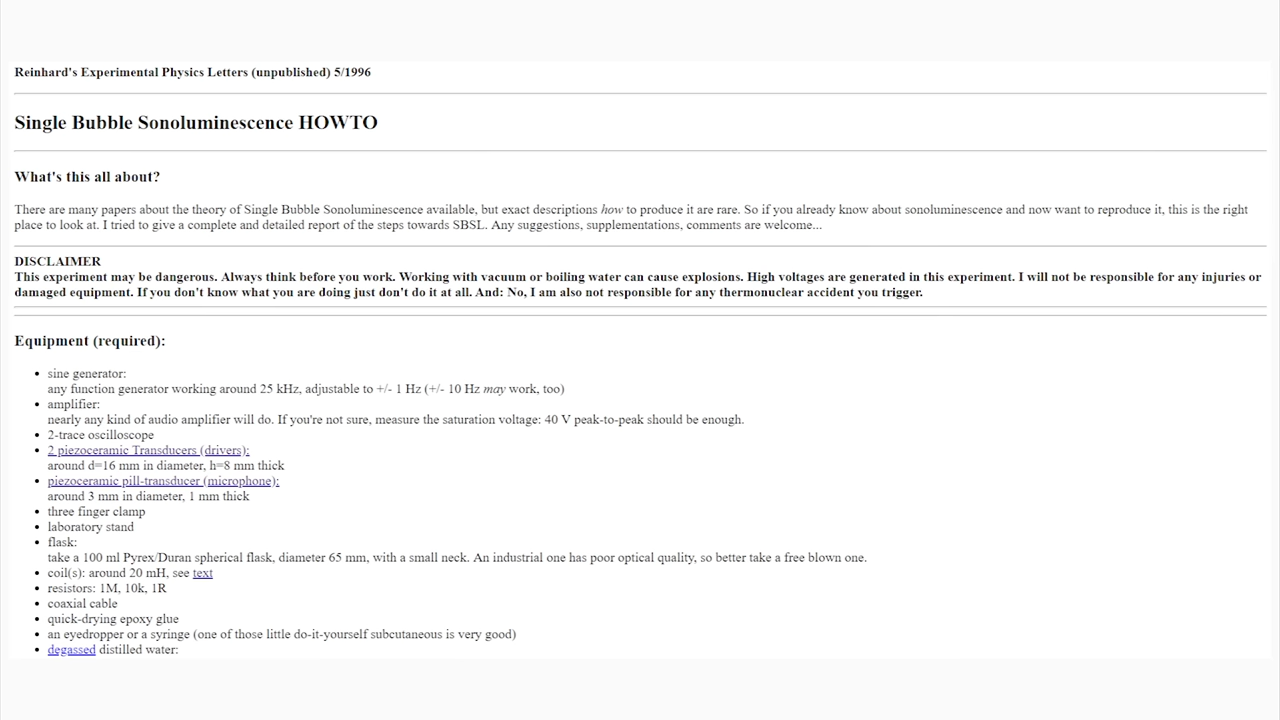 Reinhard's Experimental Physics Letters (unpublished) 5/1996
Single Bubble Sonoluminescence HOWTO
What's this all about?
There are many papers about the theory of Single Bubble Sonoluminescence available, but exact descriptions how to produce it are rare. So if you already know about sonoluminescence and now want to reproduce it, this is the right
place to look at. I tried to give a complete and detailed report of the steps towards SBSL. Any suggestions, supplementations, comments are welcome...
DISCLAIMER
This experiment may be dangerous. Always think before you work. Working with vacuum or boiling water can cause explosions. High voltages are generated in this experiment. I will not be responsible for any injuries or
damaged equipment. If you don't know what you are doing just don't do it at all. And: No, I am also not responsible for any thermonuclear accident you trigger.
Equipment (required):
• sine generator:
any function generator working around 25 kHz, adjustable to +/- 1 Hz (+/- 10 Hz may work, too)
• amplifier:
nearly any kind of audio amplifier will do. If you're not sure, measure the saturation voltage: 40 V peak-to-peak should be enough.
• 2-trace oscilloscope
• 2 piezoceramic Transducers (drivers):
around d=16 mm in diameter, h=8 mm thick
• piezoceramic pill-transducer (microphone):
around 3 mm in diameter, 1 mm thick
• three finger clamp
• laboratory stand
• flask:
take a 100 ml Pyrex/Duran spherical flask, diameter 65 mm, with a small neck. An industrial one has poor optical quality, so better take a free blown one.
• coil(s): around 20 mH, see text
• resistors: 1M, 10k, 1R
• coaxial cable
• quick-drying epoxy glue
• an eyedropper or a syringe (one of those little do-it-yourself subcutaneous is very good)
• degassed distilled water: